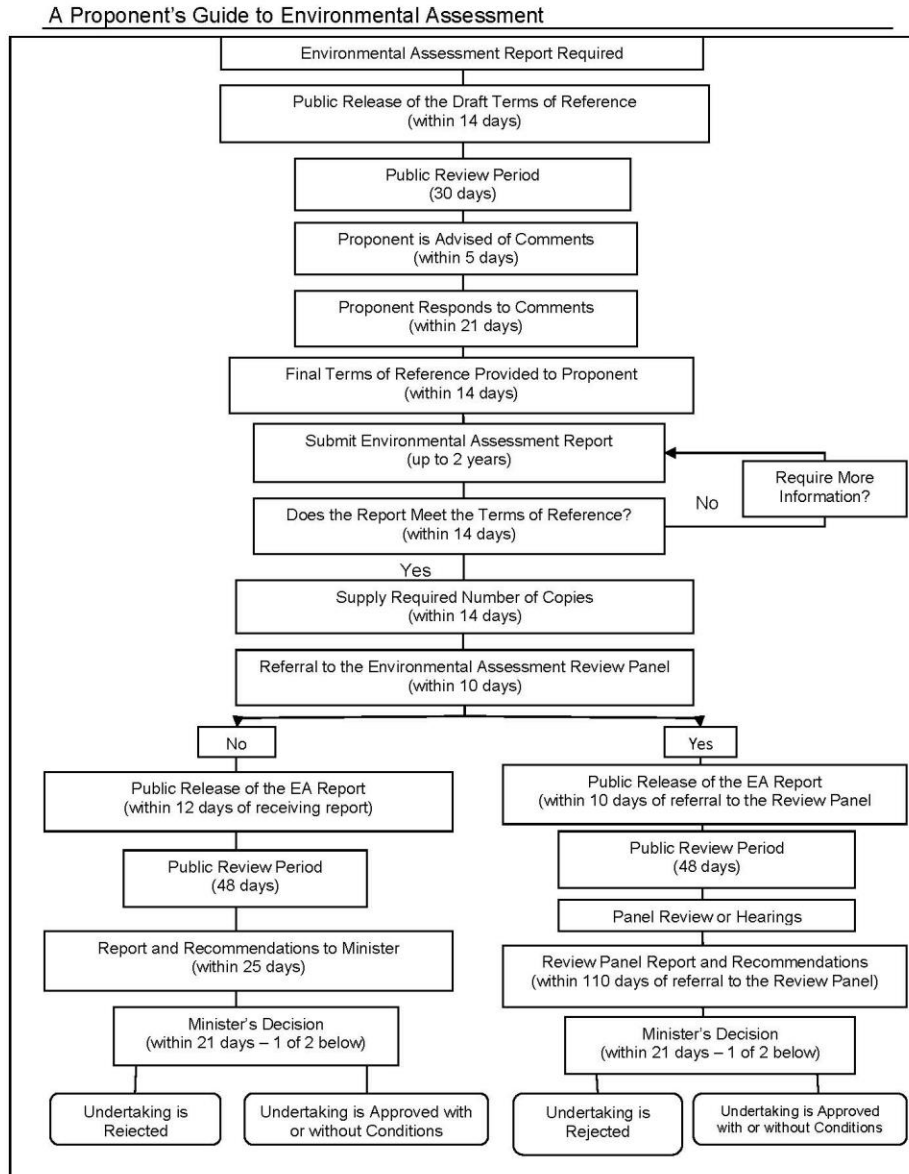 A Proponent's Guide to Environmental Assessment
Environmental Assessment Report Required
Public Release of the Draft Terms of Reference
(within 14 days)
Public Review Period
(30 days)
Proponent is Advised of Comments
(within 5 days)
Proponent Responds to Comments
(within 21 days)
Final Terms of Reference Provided to Proponent
(within 14 days)
Submit Environmental Assessment Report
(up to 2 years)
Require More
Information?
No
Does the Report Meet the Terms of Reference?
(within 14 days)
Yes
Supply Required Number of Copies
(within 14 days)
Referral to the Environmental Assessment Review Panel
(within 10 days)
No
Public Release of the EA Report
(within 12 days of receiving report)
Public Review Period
(48 days)
Report and Recommendations to Minister
(within 25 days)
Minister's Decision
(within 21 days – 1 of 2 below)
Undertaking is
Rejected
Undertaking is Approved with
or without Conditions
Yes
Public Release of the EA Report
(within 10 days of referral to the Review Panel
Public Review Period
(48 days)
Panel Review or Hearings
Review Panel Report and Recommendations
(within 110 days of referral to the Review Panel)
Minister's Decision
(within 21 days – 1 of 2 below)
Undertaking is
Rejected
Undertaking is Approved
with or without Conditions